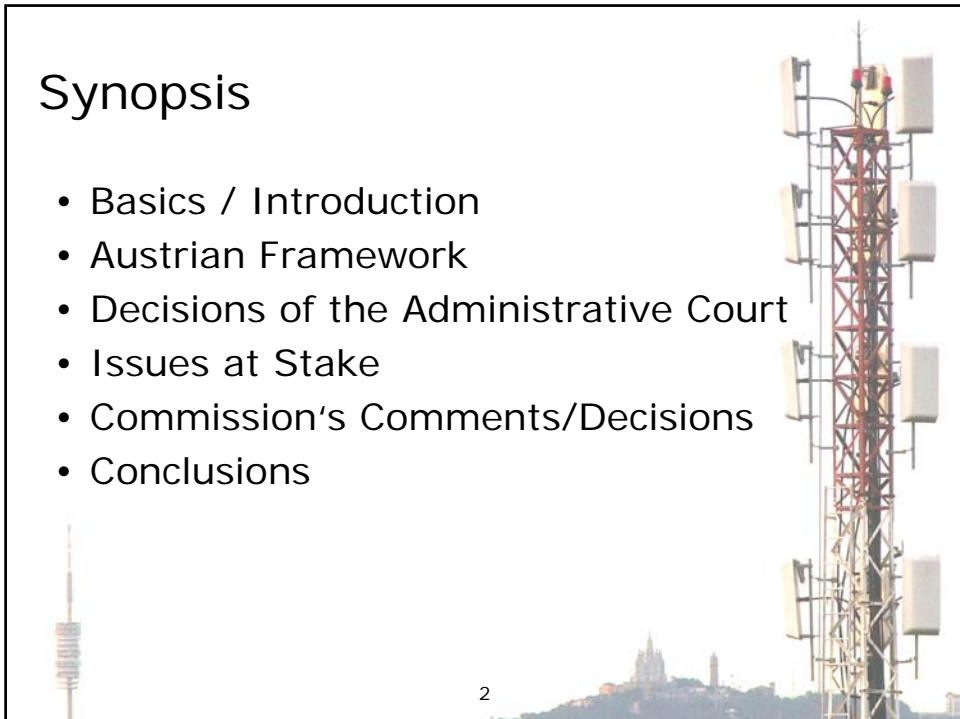 Synopsis
• Basics / Introduction
• Austrian Framework
• Decisions of the Administrative Court
• Issues at Stake
• Commission‘s Comments/Decisions
• Conclusions
2